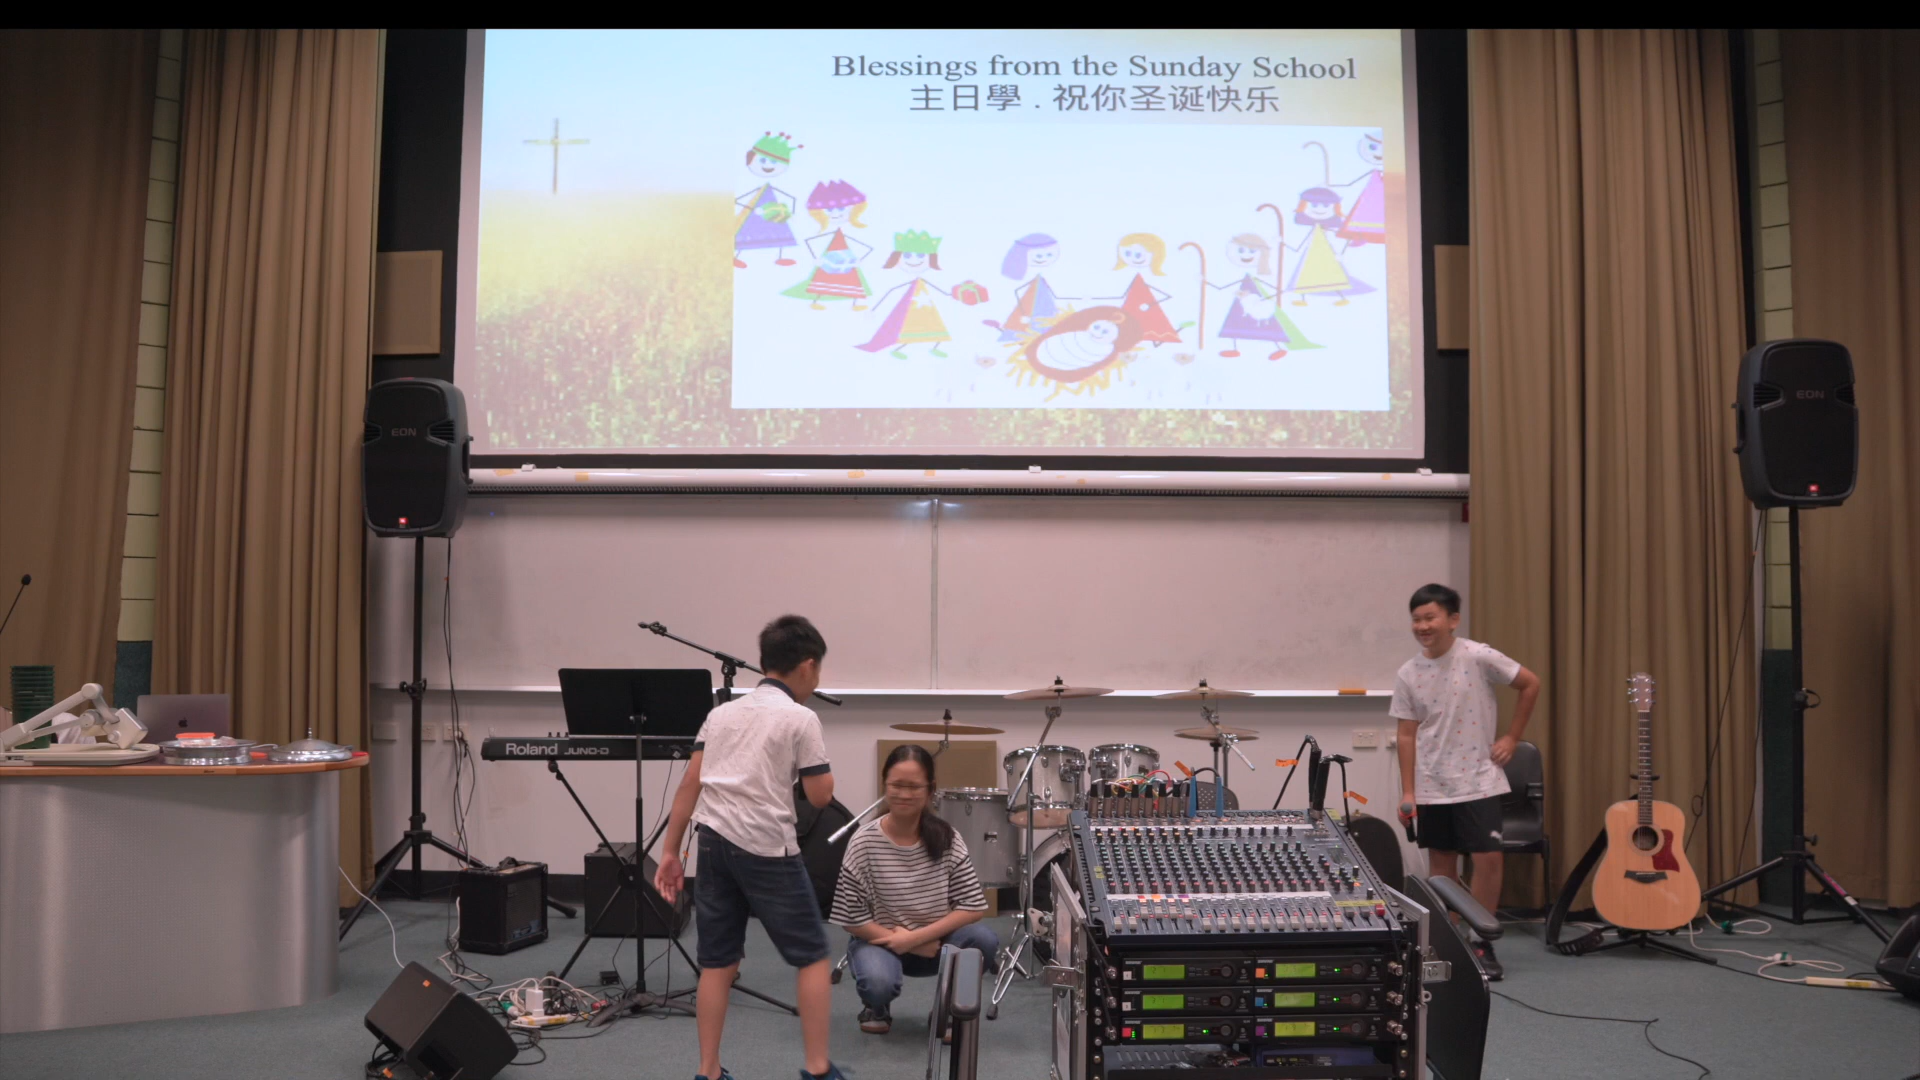 Blessings from the Sunday School
主日學 . 祝你圣诞快乐
EON
EON
Roland JUNO-D